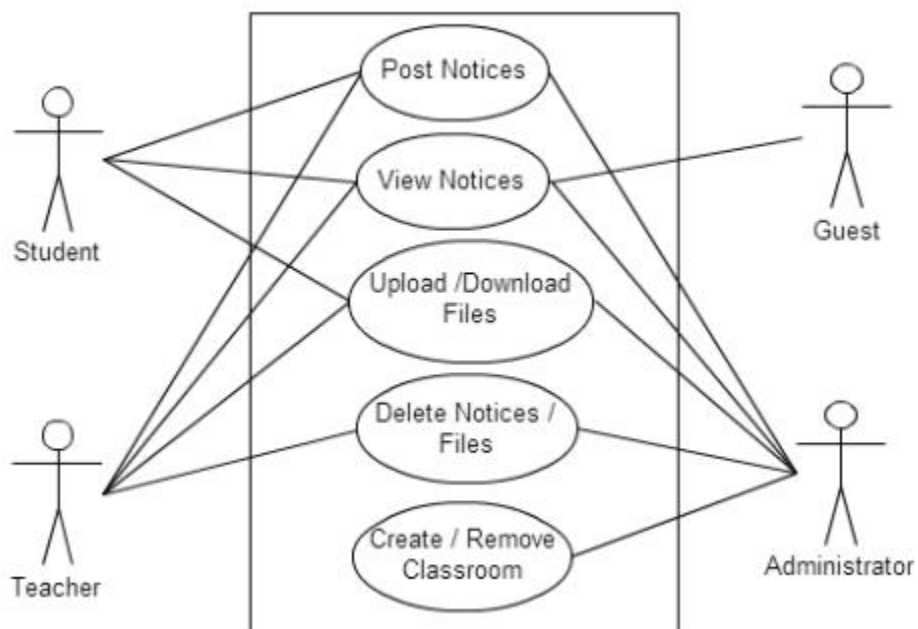 Post Notices
View Notices
Student
Guest
Upload /Download
Files
Delete Notices /
Files
Create / Remove
Classroom
Teacher
Administrator